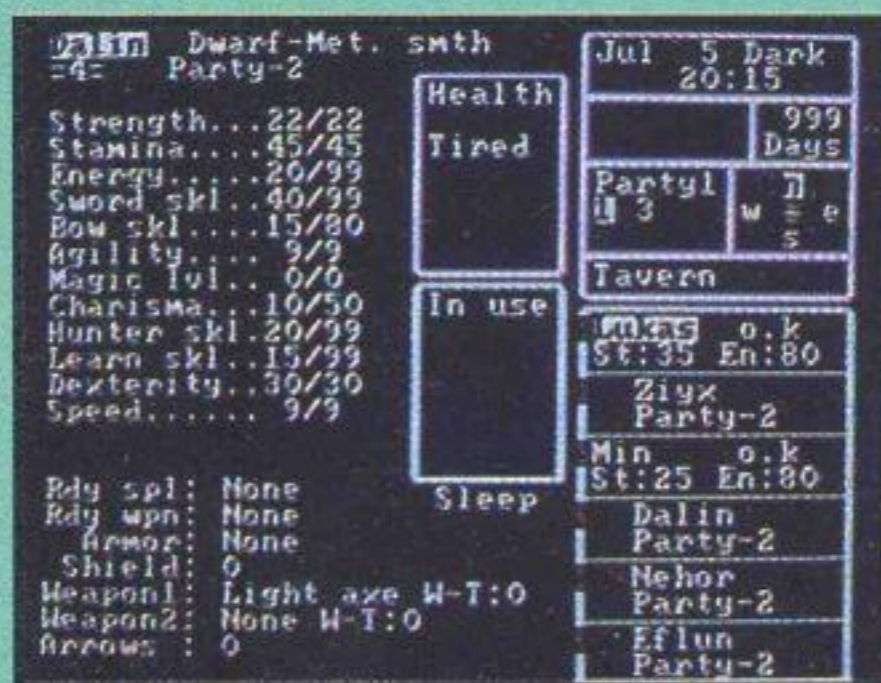 Dalin Dwarf-Met. smth
=4= Party-2
Strength...22/22
Stamina....45/45
Energy.....20/99
Sword skl..40/99
Bow skl....15/80
Agility.... 9/9
Magic lvl.. 0/0
Charisma...10/50
Hunter skl.20/99
Learn skl..15/99
Dexterity..30/30
Speed...... 9/9
Rdy spl: None
Rdy wpn: None
Armor: None
Shield: 0
Weapon1: Light axe W-T:0
Weapon2: None W-T:0
Arrows : 0
Health
Tired
In use
Sleep
Jul 5 Dark
20:15
999
Days
Party1
1 3
n
w = e
s
Tavern
Lukas o.k
St:35 En:80
Ziyx
Party-2
Min o.k
St:25 En:80
Dalin
Party-2
Nehor
Party-2
Eflun
Party-2